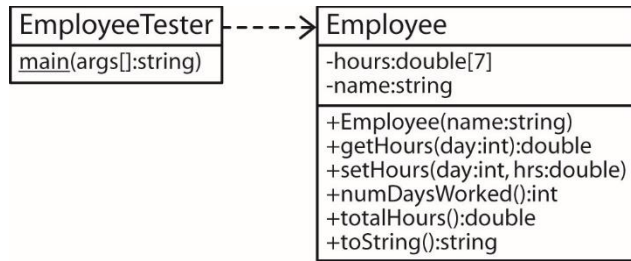 EmployeeTester
main(args[]:string)
Employee
-hours:double[7]
-name:string
+Employee(name:string)
+getHours(day:int):double
+setHours(day:int, hrs:double)
+numDaysWorked():int
+totalHours():double
+toString():string